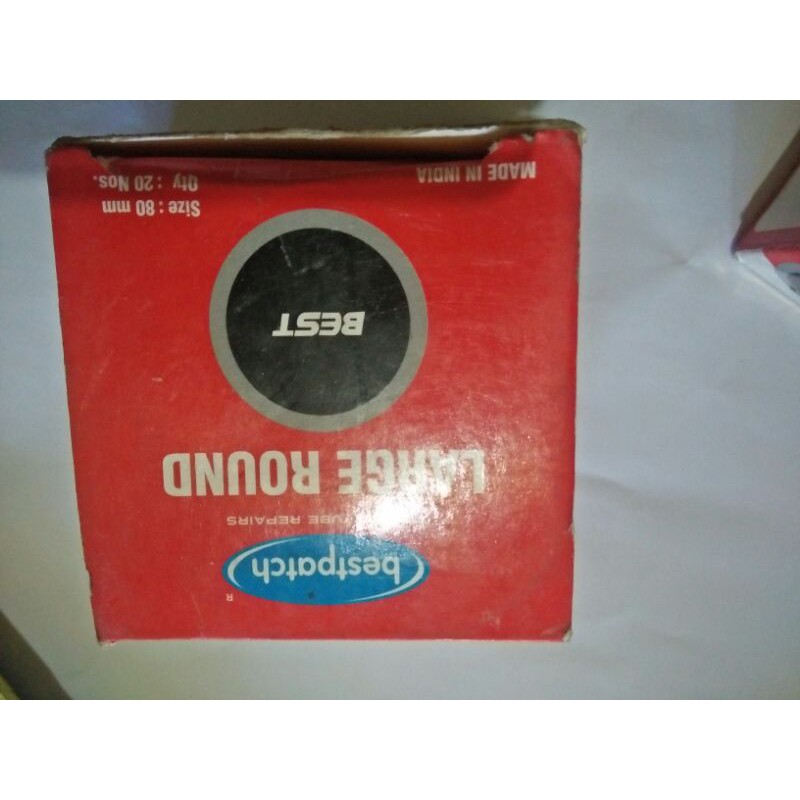 bestpatch
R
TUBE REPAIRS
LARGE ROUND
BEST
Size : 80 mm
Qty : 20 Nos.
MADE IN INDIA